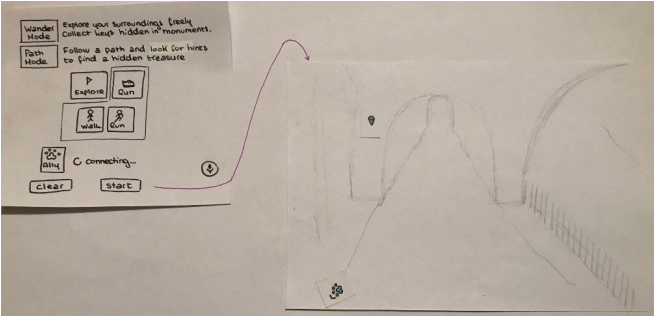 Wander Mode
Explore your surroundings freely
Collect keys hidden in monuments.
Path Mode
Follow a path and look for hints
to find a hidden treasure
Explore
Run
Walk
Run
Ally
connecting...
clear
start